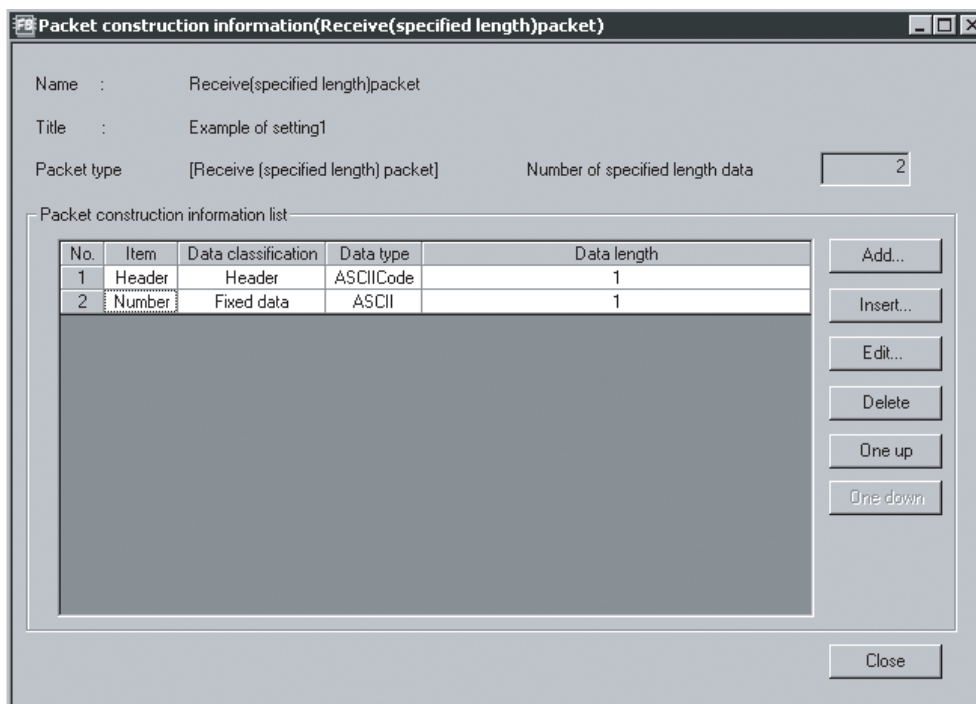 FB Packet construction information(Receive(specified length)packet)
Name : Receive(specified length)packet
Title : Example of setting1
Packet type [Receive (specified length) packet] Number of specified length data 2
Packet construction information list
No. Item Data classification Data type Data length
1 Header Header ASCIICode 1
2 Number Fixed data ASCII 1
Add...
Insert...
Edit...
Delete
One up
One down
Close